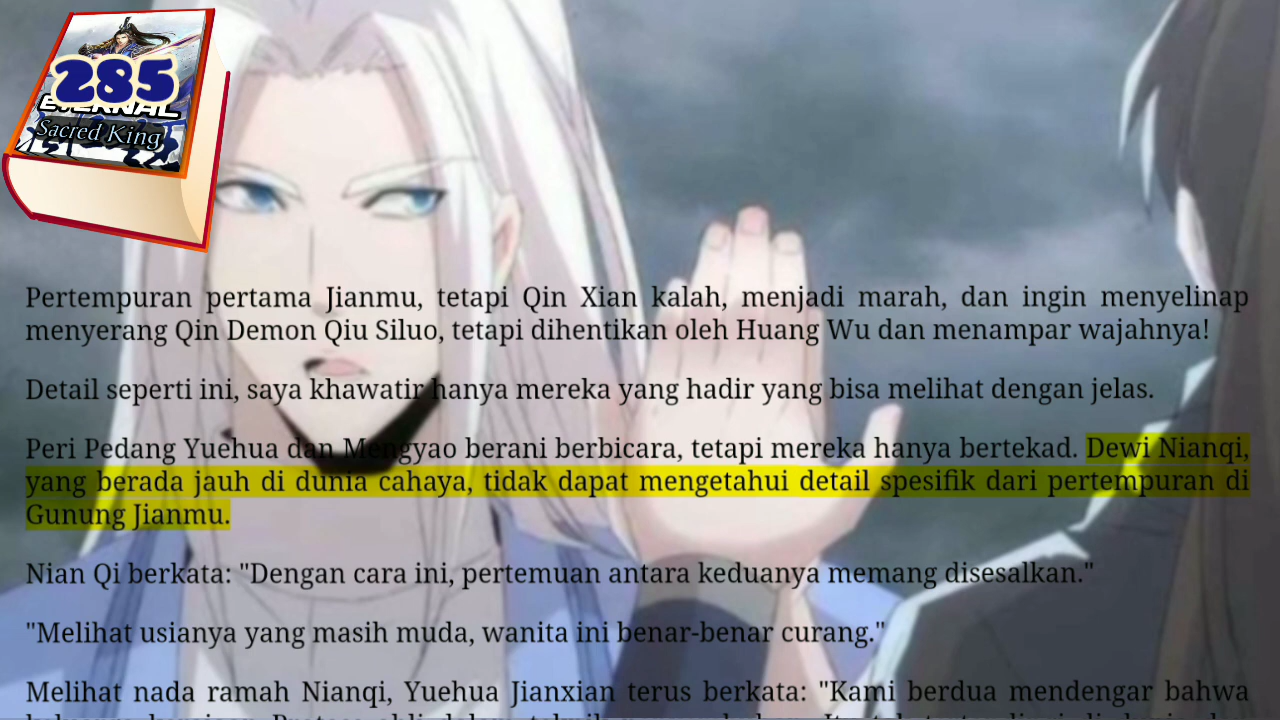 285
ETERNAL
Sacred King
Pertempuran pertama Jianmu, tetapi Qin Xian kalah, menjadi marah, dan ingin menyelinap
menyerang Qin Demon Qiu Siluo, tetapi dihentikan oleh Huang Wu dan menampar wajahnya!
Detail seperti ini, saya khawatir hanya mereka yang hadir yang bisa melihat dengan jelas.
Peri Pedang Yuehua dan Mengyao berani berbicara, tetapi mereka hanya bertekad. Dewi Nianqi,
yang berada jauh di dunia cahaya, tidak dapat mengetahui detail spesifik dari pertempuran di
Gunung Jianmu.
Nian Qi berkata: "Dengan cara ini, pertemuan antara keduanya memang disesalkan."
"Melihat usianya yang masih muda, wanita ini benar-benar curang."
Melihat nada ramah Nianqi, Yuehua Jianxian terus berkata: "Kami berdua mendengar bahwa